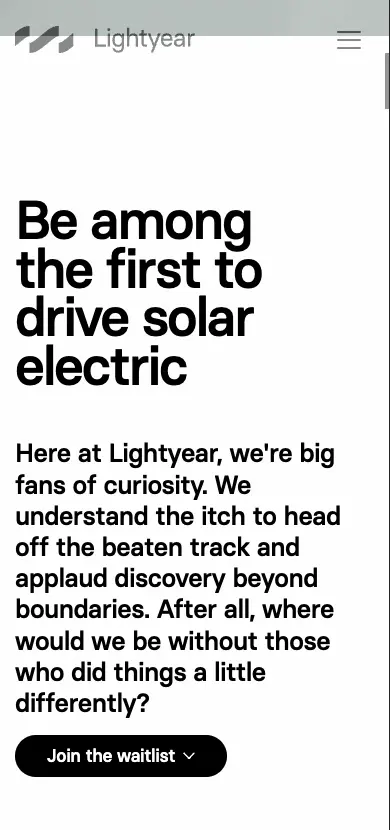 Lightyear
Be among
the first to
drive solar
electric
Here at Lightyear, we're big
fans of curiosity. We
understand the itch to head
off the beaten track and
applaud discovery beyond
boundaries. After all, where
would we be without those
who did things a little
differently?
Join the waitlist